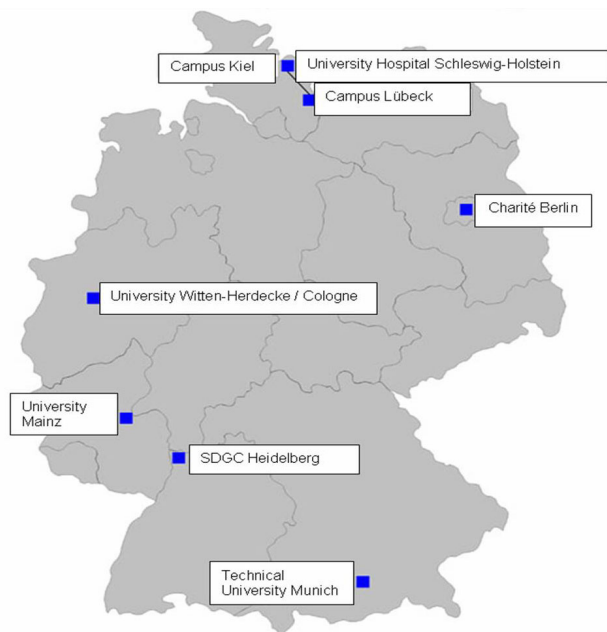 Campus Kiel
University Hospital Schleswig-Holstein
Campus Lübeck
Charité Berlin
University Witten-Herdecke / Cologne
University
Mainz
SDGC Heidelberg
Technical
University Munich